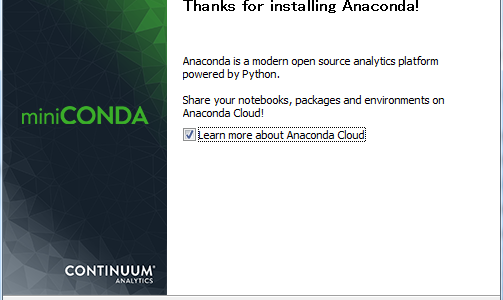 Thanks for installing Anaconda!
Anaconda is a modern open source analytics platform
powered by Python.
Share your notebooks, packages and environments on
Anaconda Cloud!
Learn more about Anaconda Cloud
miniCONDA
CONTINUUM®
ANALYTICS